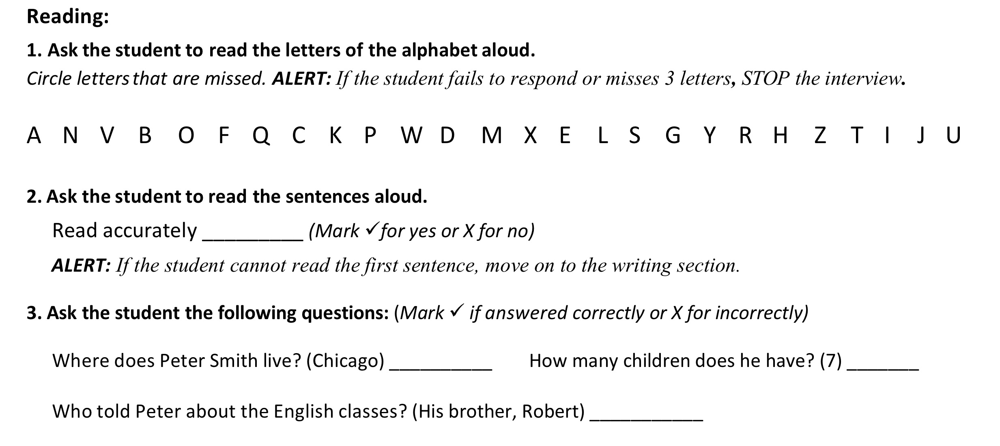 Reading:
1. Ask the student to read the letters of the alphabet aloud.
Circle letters that are missed. ALERT: If the student fails to respond or misses 3 letters, STOP the interview.
A N V B O F Q C K P W D M X E L S G Y R H Z T I J U
2. Ask the student to read the sentences aloud.
Read accurately _________ (Mark ✓ for yes or X for no)
ALERT: If the student cannot read the first sentence, move on to the writing section.
3. Ask the student the following questions: (Mark ✓ if answered correctly or X for incorrectly)
Where does Peter Smith live? (Chicago) __________ How many children does he have? (7) _______
Who told Peter about the English classes? (His brother, Robert) ___________